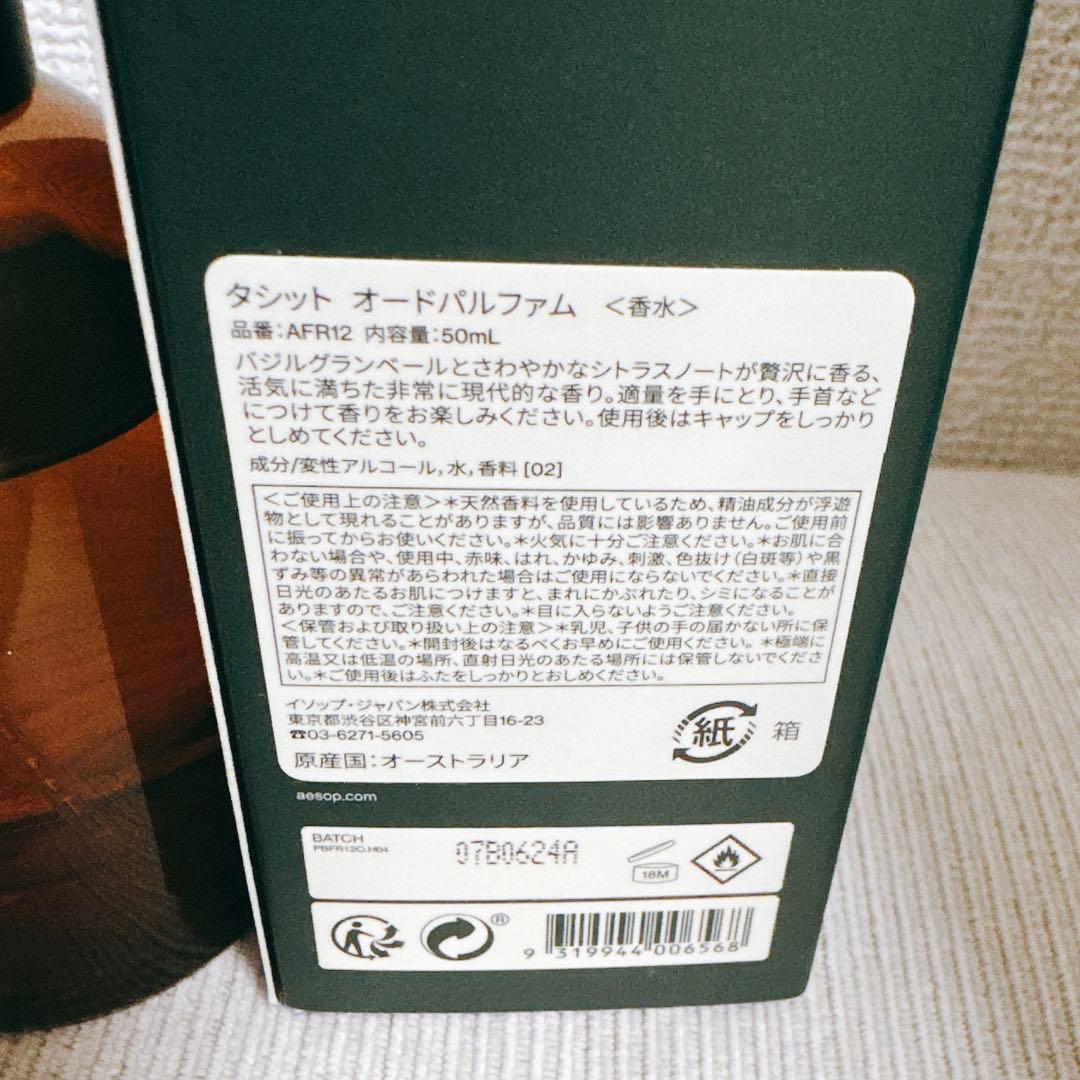 タシット オードパルファム ＜香水＞
品番：AFR12 内容量：50mL
バジルグランベールとさわやかなシトラスノートが贅沢に香る、
活気に満ちた非常に現代的な香り。適量を手にとり、手首など
につけて香りをお楽しみください。使用後はキャップをしっかり
としめてください。
成分/変性アルコール,水,香料 [02]
＜ご使用上の注意＞＊天然香料を使用しているため、精油成分が浮遊
物として現れることがありますが、品質には影響ありません。ご使用前
に振ってからお使いください。＊火気に十分ご注意ください。＊お肌に合
わない場合や、使用中、赤味、はれ、かゆみ、刺激、色抜け（白斑等）や黒
ずみ等の異常があらわれた場合はご使用にならないでください。＊直接
日光のあたるお肌につけますと、まれにかぶれたり、シミになることが
ありますので、ご注意ください。＊目に入らないようご注意ください。
＜保管および取り扱い上の注意＞＊乳児、子供の手の届かない所に保
管してください。＊開封後はなるべくお早めにご使用ください。＊極端に
高温又は低温の場所、直射日光のあたる場所には保管しないでくださ
い。＊ご使用後はふたをしっかりとおしめください。
イソップ・ジャパン株式会社
東京都渋谷区神宮前六丁目16-23
☎03-6271-5605
紙 箱
原産国：オーストラリア
aesop.com
BATCH
07B0624A
18M
®
9 319944 006568